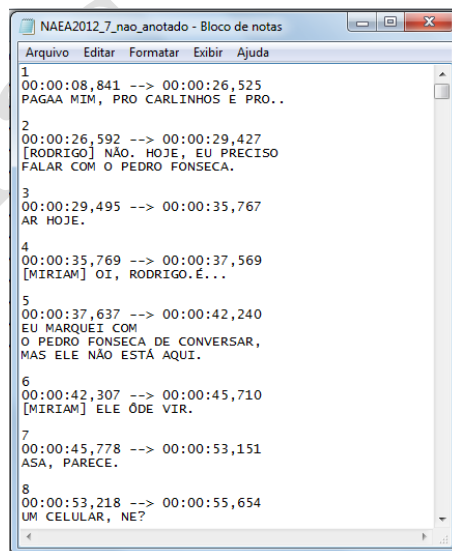 NAEA2012_7_nao_anotado - Bloco de notas
Arquivo Editar Formatar Exibir Ajuda
1
00:00:08,841 --> 00:00:26,525
PAGAA MIM, PRO CARLINHOS E PRO..
2
00:00:26,592 --> 00:00:29,427
[RODRIGO] NÃO. HOJE, EU PRECISO
FALAR COM O PEDRO FONSECA.
3
00:00:29,495 --> 00:00:35,767
AR HOJE.
4
00:00:35,769 --> 00:00:37,569
[MIRIAM] OI, RODRIGO.É...
5
00:00:37,637 --> 00:00:42,240
EU MARQUEI COM
O PEDRO FONSECA DE CONVERSAR,
MAS ELE NÃO ESTÁ AQUI.
6
00:00:42,307 --> 00:00:45,710
[MIRIAM] ELE ÔDE VIR.
7
00:00:45,778 --> 00:00:53,151
ASA, PARECE.
8
00:00:53,218 --> 00:00:55,654
UM CELULAR, NE?